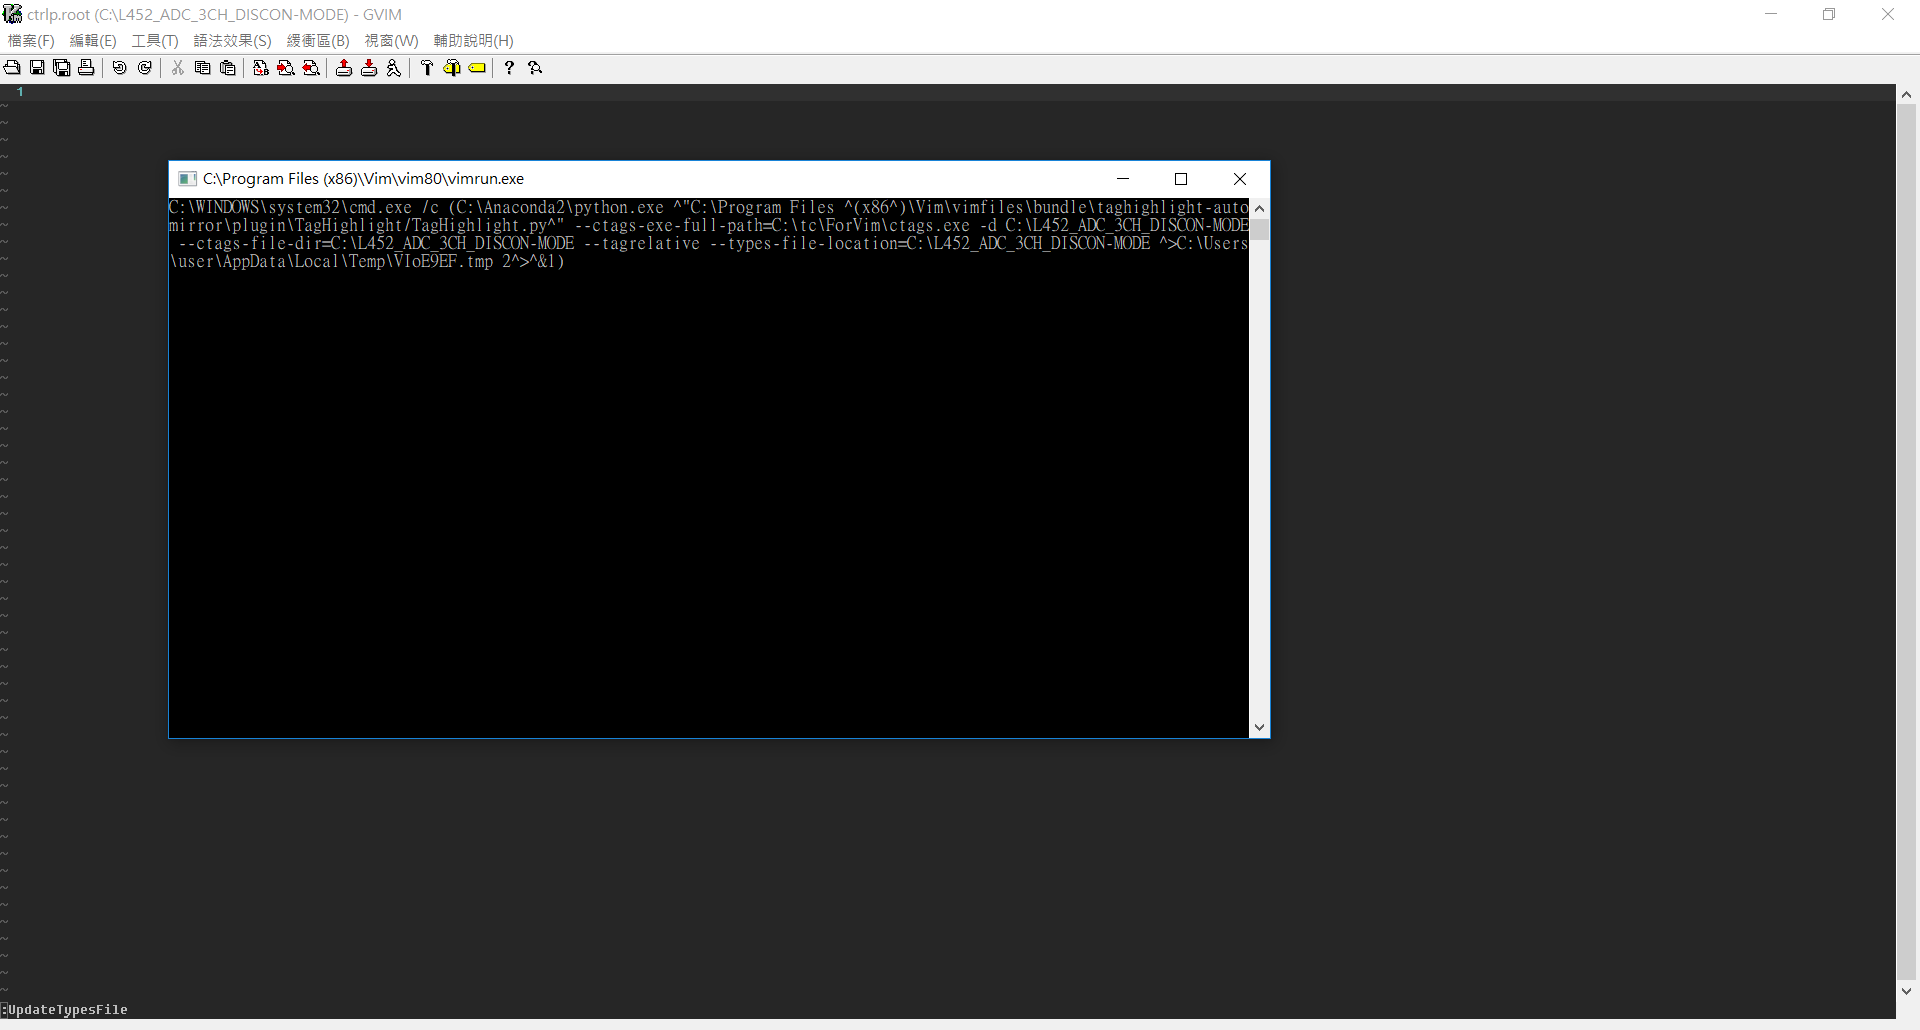 ctrlp.root (C:\L452_ADC_3CH_DISCON-MODE) - GVIM
檔案(F) 編輯(E) 工具(T) 語法效果(S) 緩衝區(B) 視窗(W) 輔助說明(H)
1
C:\Program Files (x86)\Vim\vim80\vimrun.exe
C:\WINDOWS\system32\cmd.exe /c (C:\Anaconda2\python.exe ^"C:\Program Files ^(x86^)\Vim\vimfiles\bundle\taghighlight-auto
mirror\plugin\TagHighlight/TagHighlight.py^" --ctags-exe-full-path=C:\tc\ForVim\ctags.exe -d C:\L452_ADC_3CH_DISCON-MODE
--ctags-file-dir=C:\L452_ADC_3CH_DISCON-MODE --tagrelative --types-file-location=C:\L452_ADC_3CH_DISCON-MODE ^>C:\Users
\user\AppData\Local\Temp\VIoE9EF.tmp 2^>^&1)
:UpdateTypesFile